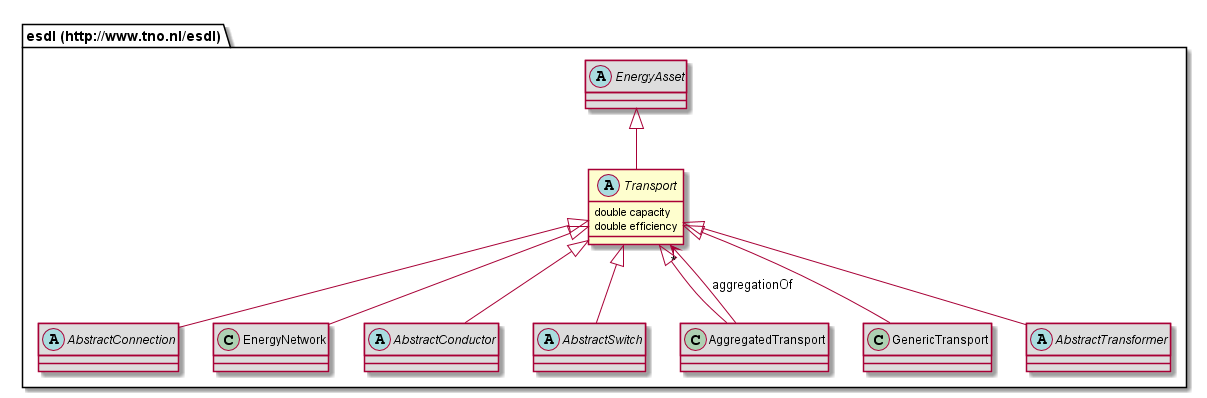 esdl (http://www.tno.nl/esdl)
A EnergyAsset
A Transport
double capacity
double efficiency
aggregationOf
A AbstractConnection
C EnergyNetwork
A AbstractConductor
A AbstractSwitch
C AggregatedTransport
C GenericTransport
A AbstractTransformer